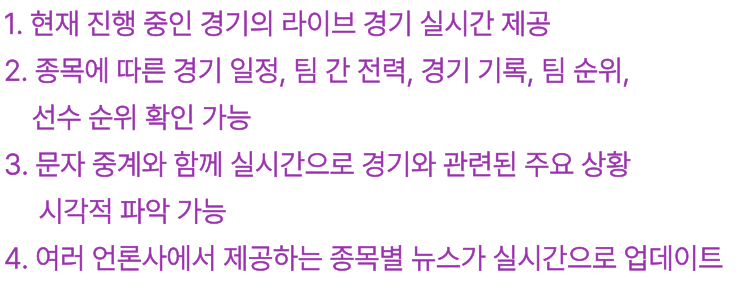 1. 현재 진행 중인 경기의 라이브 경기 실시간 제공
2. 종목에 따른 경기 일정, 팀 간 전력, 경기 기록, 팀 순위,
선수 순위 확인 가능
3. 문자 중계와 함께 실시간으로 경기와 관련된 주요 상황
시각적 파악 가능
4. 여러 언론사에서 제공하는 종목별 뉴스가 실시간으로 업데이트